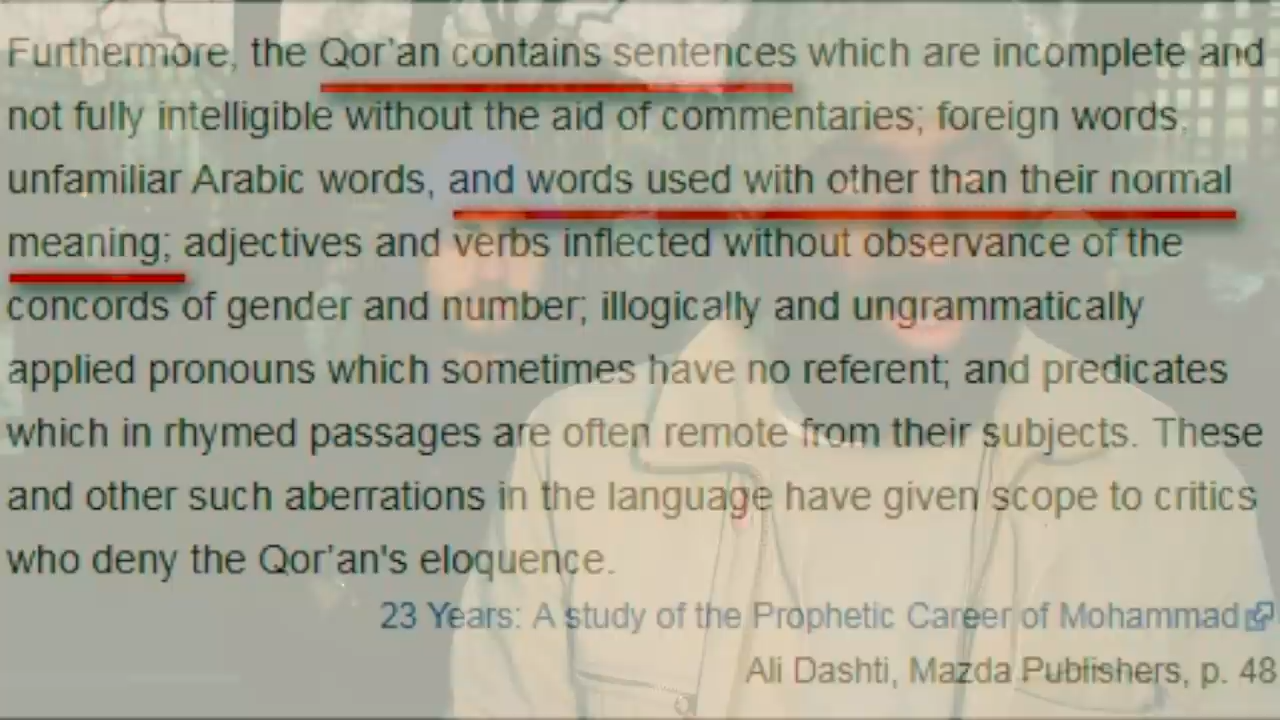 Furthermore, the Qor'an contains sentences which are incomplete and
not fully intelligible without the aid of commentaries; foreign words,
unfamiliar Arabic words, and words used with other than their normal
meaning; adjectives and verbs inflected without observance of the
concords of gender and number; illogically and ungrammatically
applied pronouns which sometimes have no referent; and predicates
which in rhymed passages are often remote from their subjects. These
and other such aberrations in the language have given scope to critics
who deny the Qor'an's eloquence.
23 Years: A study of the Prophetic Career of Mohammad
Ali Dashti, Mazda Publishers, p. 48